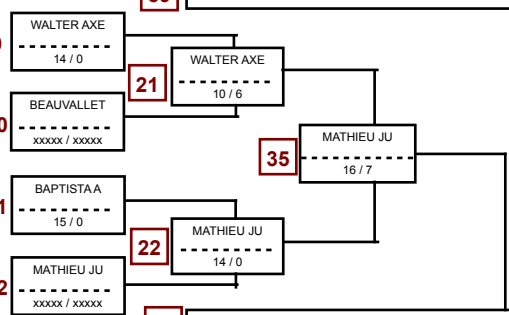 WALTER AXE
14 / 0
BEAUVALLET
xxxxx / xxxxx
21
WALTER AXE
10 / 6
BAPTISTA A
15 / 0
MATHIEU JU
xxxxx / xxxxx
22
MATHIEU JU
14 / 0
35
MATHIEU JU
16 / 7